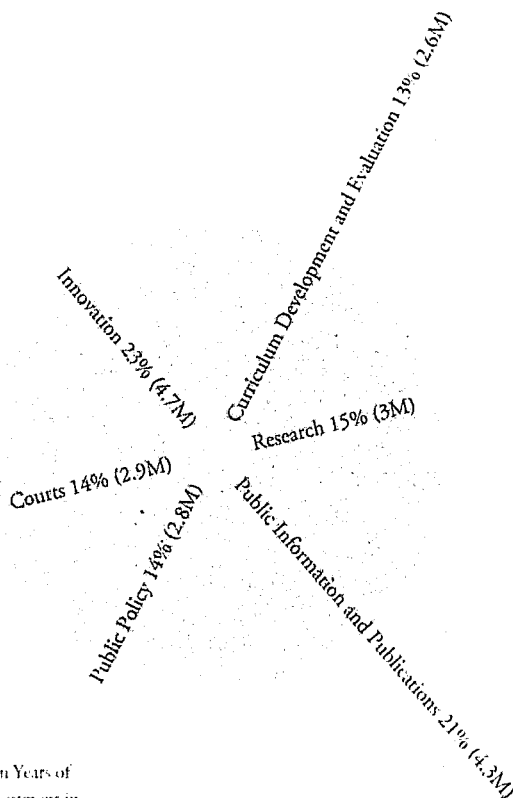 Curriculum Development and Evaluation 13% (2.6M)
Research 15% (3M)
Public Information and Publications 21% (4.3M)
Public Policy 14% (2.8M)
Courts 14% (2.9M)
Innovation 23% (4.7M)
Years of
in